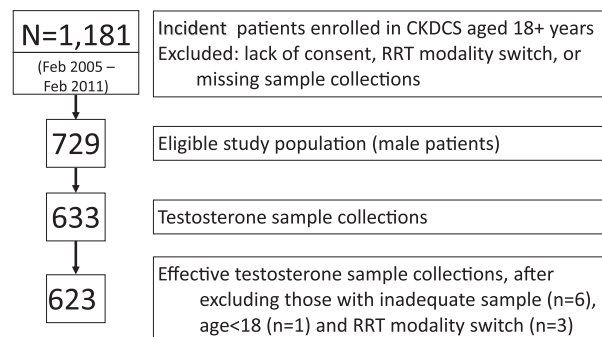 N=1,181
(Feb 2005 –
Feb 2011)
Incident patients enrolled in CKDCS aged 18+ years
Excluded: lack of consent, RRT modality switch, or
missing sample collections
729
Eligible study population (male patients)
633
Testosterone sample collections
623
Effective testosterone sample collections, after
excluding those with inadequate sample (n=6),
age<18 (n=1) and RRT modality switch (n=3)